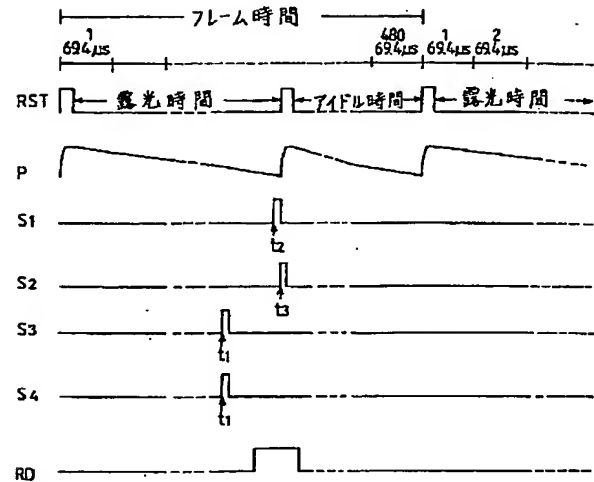 フレーム時間
1 480 1 2
69.4μs 69.4μs 69.4μs 69.4μs
RST 露光時間 アイドル時間 露光時間
P
S1
t2
S2
t3
S3
t1
S4
t1
RD